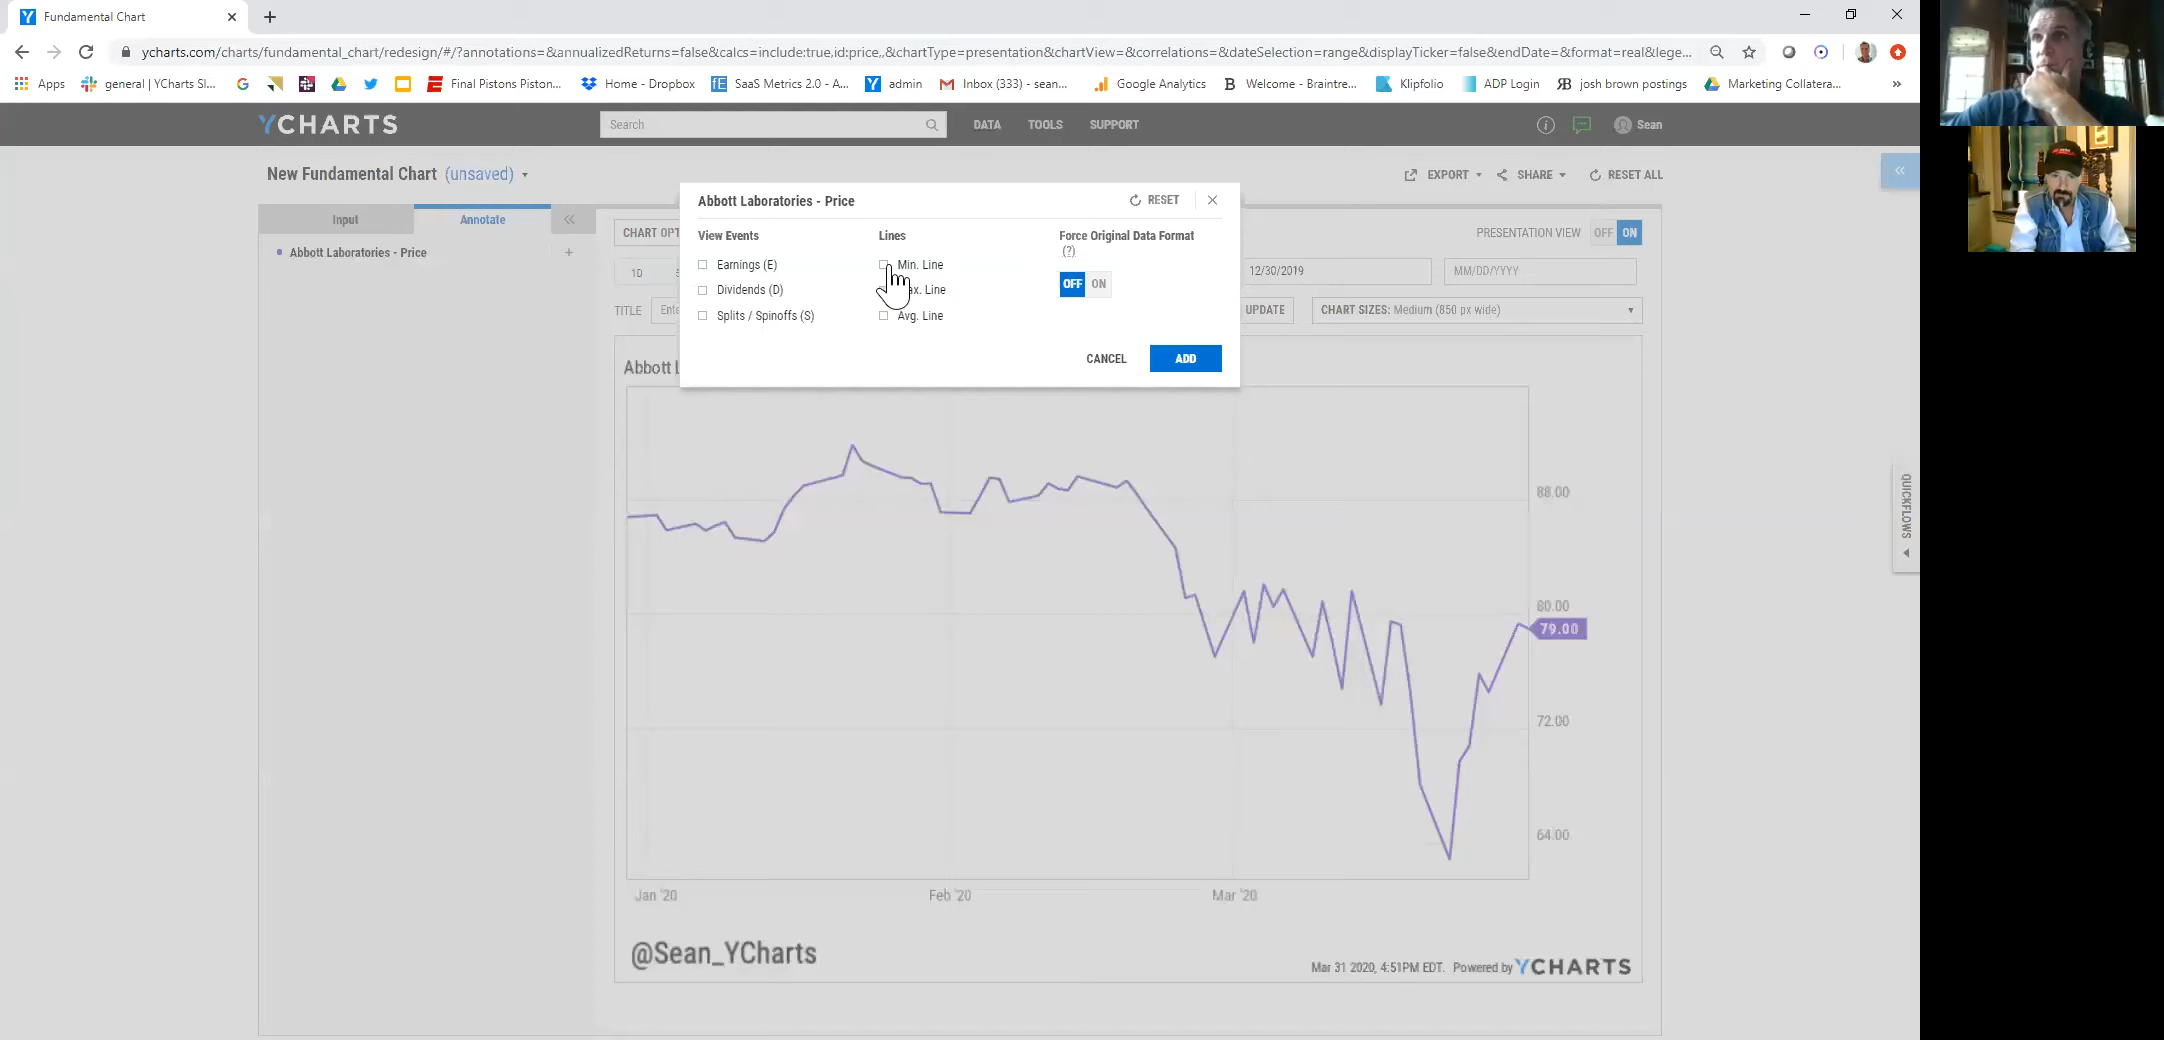 Fundamental Chart
ycharts.com/charts/fundamental_chart/redesign/#/?annotations=&annualizedReturns=false&calcs=include:true,id:price,,&chartType=presentation&chartView=&correlations=&dateSelection=range&displayTicker=false&endDate=&format=real&lege...
Apps general | YCharts Sl... Final Pistons Piston... Home - Dropbox SaaS Metrics 2.0 - A... admin Inbox (333) - sean... Google Analytics Welcome - Braintre... Klipfolio ADP Login josh brown postings Marketing Collatera... »
YCHARTS Search DATA TOOLS SUPPORT Sean
New Fundamental Chart (unsaved) EXPORT SHARE RESET ALL
Input Annotate
Abbott Laboratories - Price +
CHART OPT PRESENTATION VIEW OFF ON
1D 12/30/2019 MM/DD/YYYY
TITLE Ente UPDATE CHART SIZES: Medium (850 px wide)
Abbott Laboratories - Price RESET
View Events Lines Force Original Data Format
(?)
Earnings (E) Min. Line
OFF ON
Dividends (D) ax. Line
Splits / Spinoffs (S) Avg. Line
CANCEL ADD
Abbott L
88.00
80.00
79.00
72.00
64.00
Jan '20 Feb '20 Mar '20
@Sean_YCharts
Mar 31 2020, 4:51PM EDT. Powered by YCHARTS
QUICKFLOWS